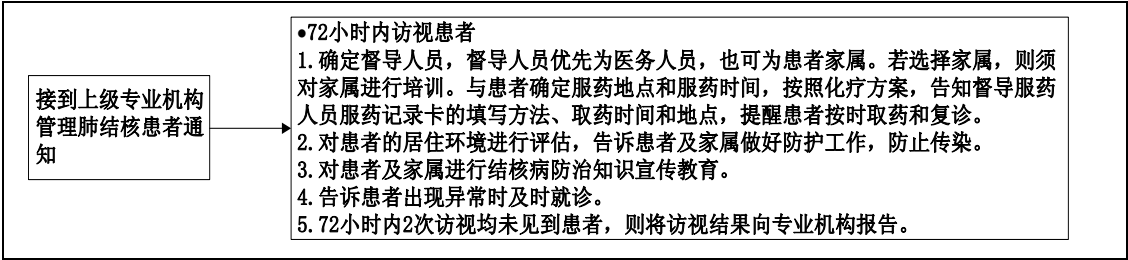 接到上级专业机构
管理肺结核患者通
知
●72小时内访视患者
1.确定督导人员，督导人员优先为医务人员，也可为患者家属。若选择家属，则须
对家属进行培训。与患者确定服药地点和服药时间，按照化疗方案，告知督导服药
人员服药记录卡的填写方法、取药时间和地点，提醒患者按时取药和复诊。
2.对患者的居住环境进行评估，告诉患者及家属做好防护工作，防止传染。
3.对患者及家属进行结核病防治知识宣传教育。
4.告诉患者出现异常时及时就诊。
5.72小时内2次访视均未见到患者，则将访视结果向专业机构报告。